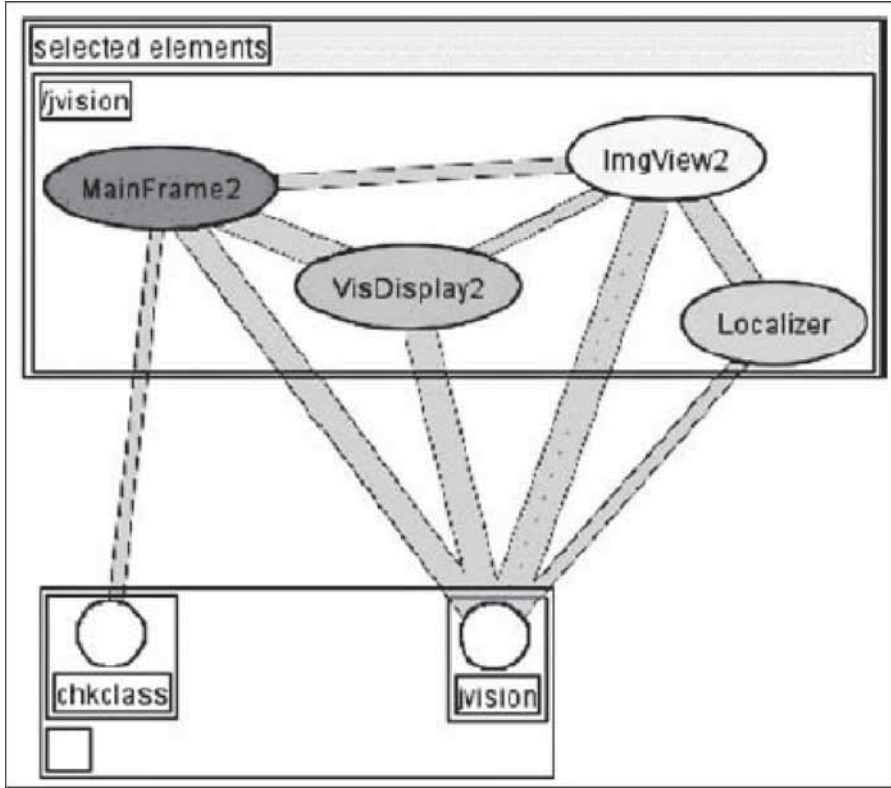 selected elements
/jvision
ImgView2
MainFrame2
VisDisplay2
Localizer
chkclass
jvision